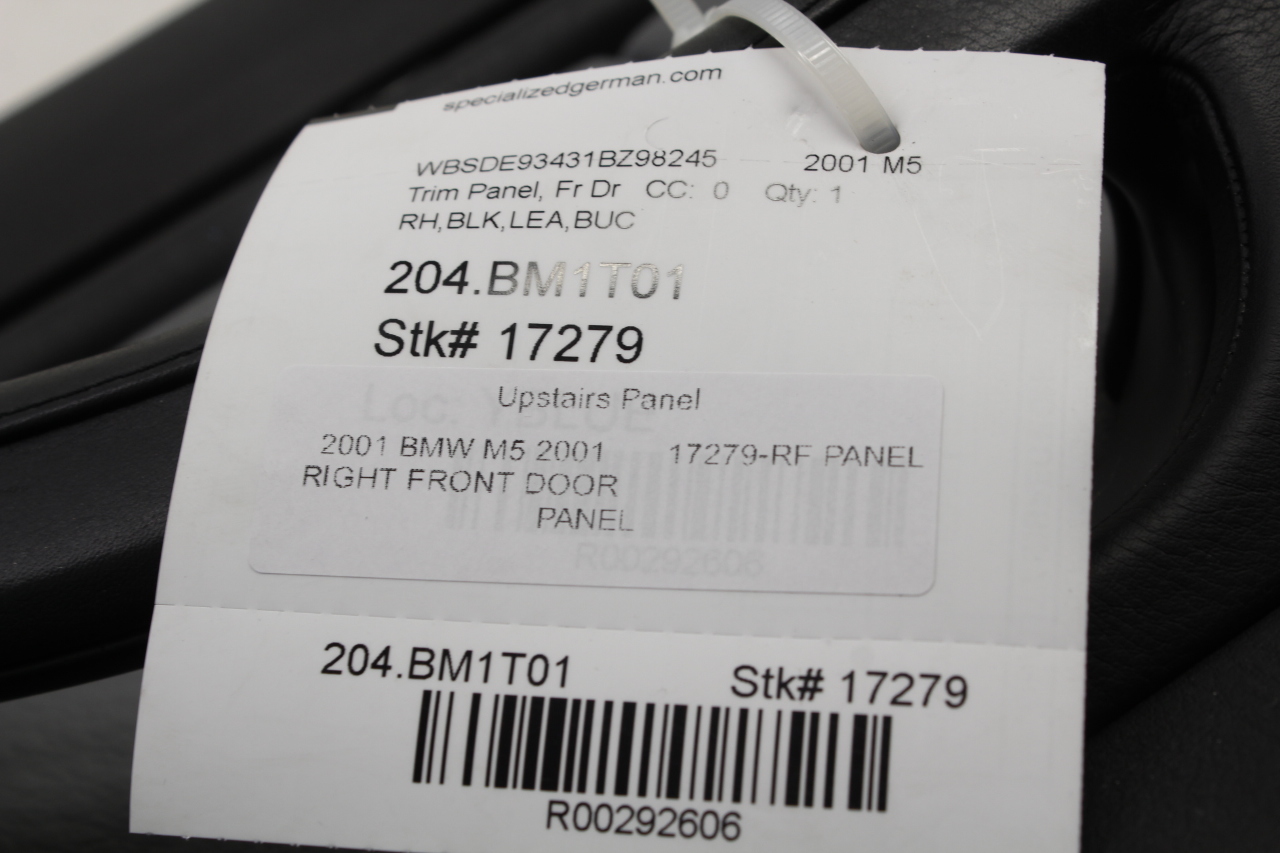 specializedgerman.com
WBSDE93431BZ98245 2001 M5
Trim Panel, Fr Dr CC: 0 Qty: 1
RH,BLK,LEA,BUC
204.BM1T01
Stk# 17279
Upstairs Panel
Loc:
2001 BMW M5 2001 17279-RF PANEL
RIGHT FRONT DOOR
PANEL
R00292606
204.BM1T01 Stk# 17279
R00292606